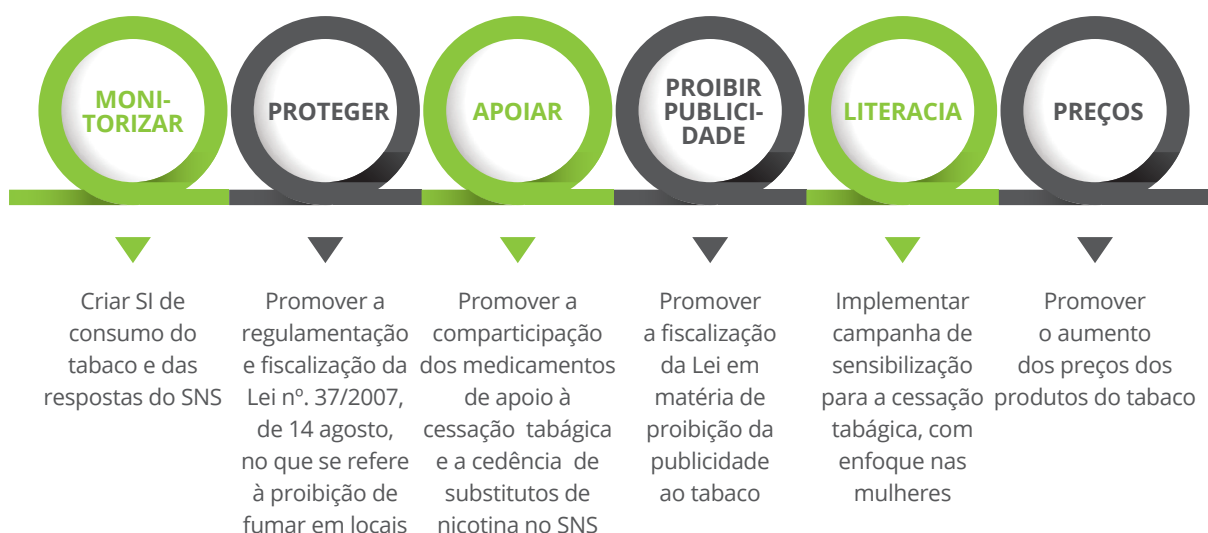 MONI-
TORIZAR
PROTEGER
APOIAR
PROIBIR
PUBLICI-
DADE
LITERACIA
PREÇOS
Criar SI de
consumo do
tabaco e das
respostas do SNS
Promover a
regulamentação
e fiscalização da
Lei nº. 37/2007,
de 14 agosto,
no que se refere
à proibição de
fumar em locais
Promover a
comparticipação
dos medicamentos
de apoio à
cessação tabágica
e a cedência de
substitutos de
nicotina no SNS
Promover
a fiscalização
da Lei em
matéria de
proibição da
publicidade
ao tabaco
Implementar
campanha de
sensibilização
para a cessação
tabágica, com
enfoque nas
mulheres
Promover
o aumento
dos preços dos
produtos do tabaco